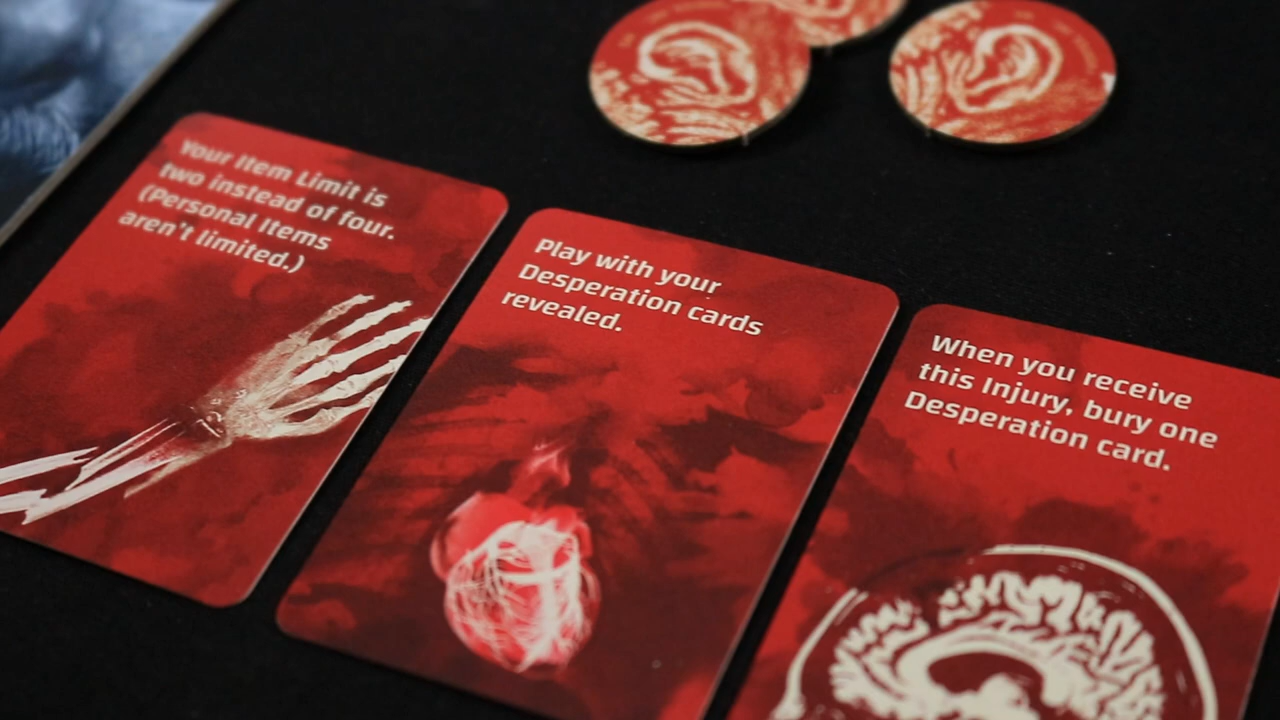 Your Item Limit is
two instead of four.
(Personal Items
aren't limited.)
Play with your
Desperation cards
revealed.
When you receive
this Injury, bury one
Desperation card.